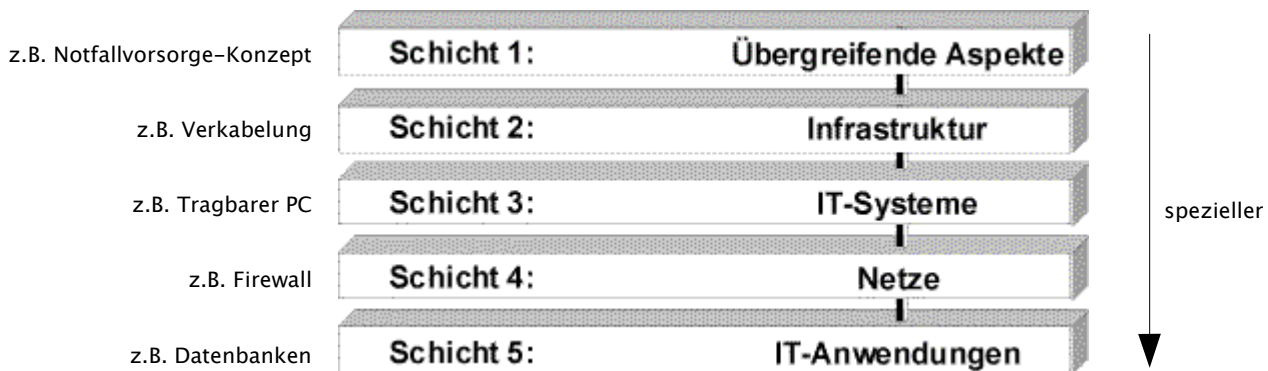 z.B. Notfallvorsorge-Konzept Schicht 1: Übergreifende Aspekte
z.B. Verkabelung Schicht 2: Infrastruktur
z.B. Tragbarer PC Schicht 3: IT-Systeme
spezieller
z.B. Firewall Schicht 4: Netze
z.B. Datenbanken Schicht 5: IT-Anwendungen